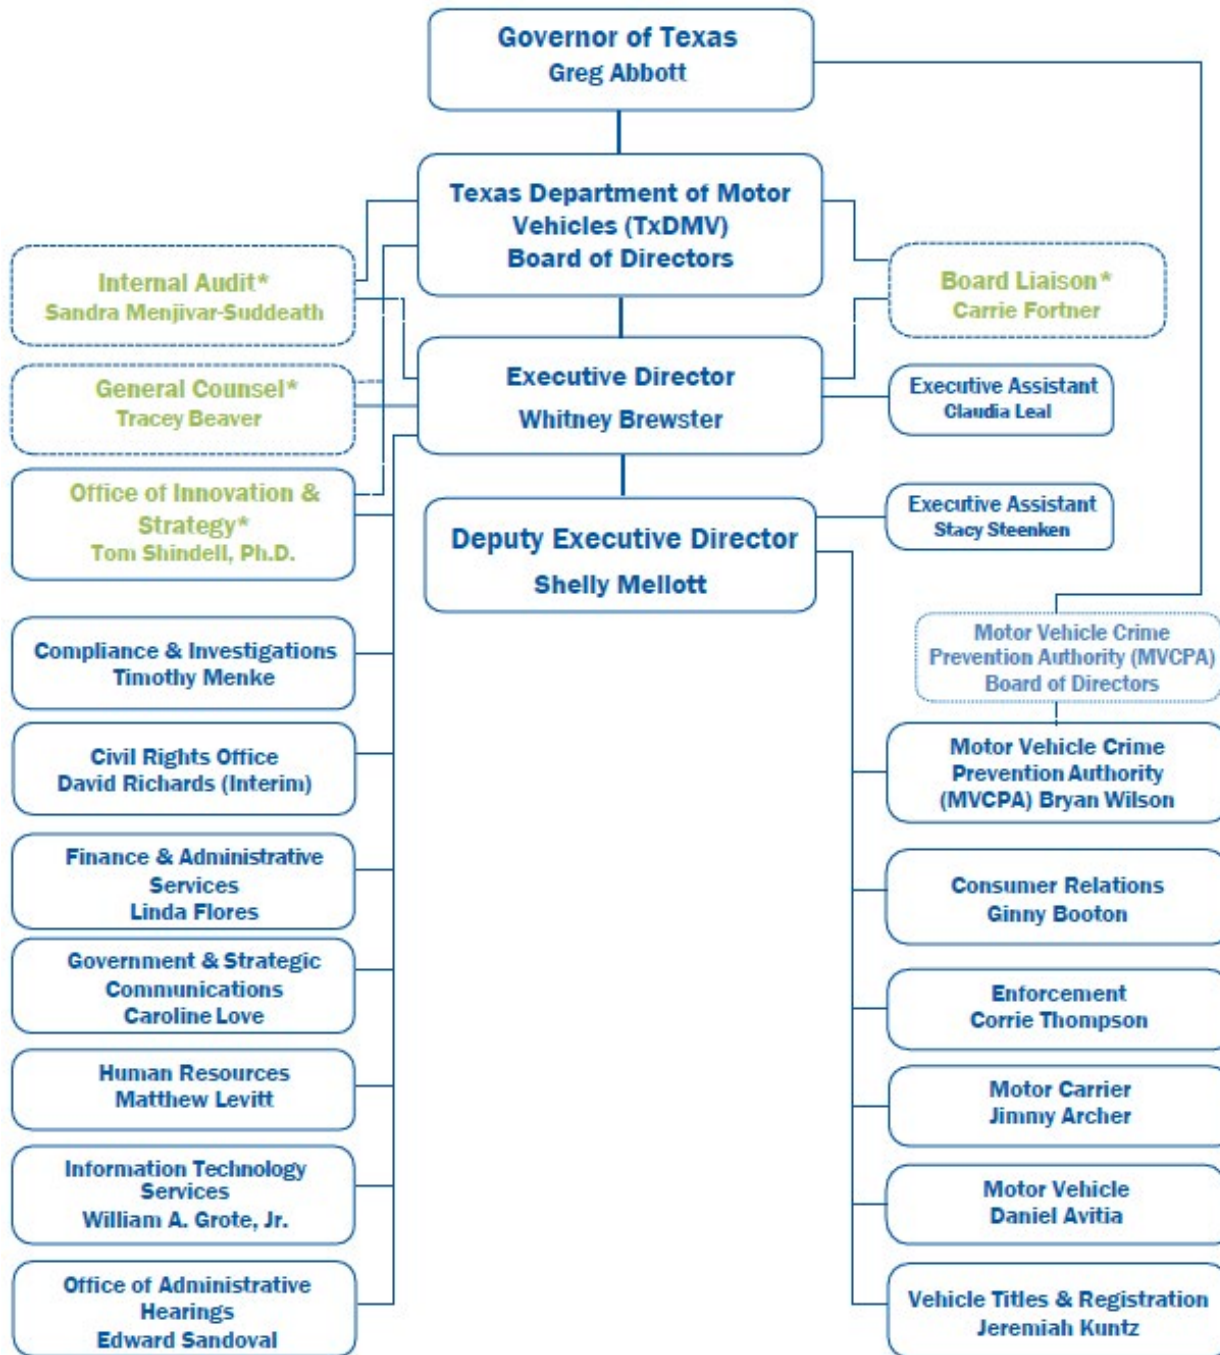 Governor of Texas
Greg Abbott
Texas Department of Motor
Vehicles (TxDMV)
Board of Directors
Internal Audit*
Sandra Menjivar-Suddeath
Board Liaison*
Carrie Fortner
General Counsel*
Tracey Beaver
Executive Director
Whitney Brewster
Executive Assistant
Claudia Leal
Office of Innovation &
Strategy*
Tom Shindell, Ph.D.
Deputy Executive Director
Shelly Mellott
Executive Assistant
Stacy Steenken
Compliance & Investigations
Timothy Menke
Civil Rights Office
David Richards (Interim)
Finance & Administrative
Services
Linda Flores
Government & Strategic
Communications
Caroline Love
Human Resources
Matthew Levitt
Information Technology
Services
William A. Grote, Jr.
Office of Administrative
Hearings
Edward Sandoval
Motor Vehicle Crime
Prevention Authority (MVCPA)
Board of Directors
Motor Vehicle Crime
Prevention Authority
(MVCPA) Bryan Wilson
Consumer Relations
Ginny Booton
Enforcement
Corrie Thompson
Motor Carrier
Jimmy Archer
Motor Vehicle
Daniel Avitia
Vehicle Titles & Registration
Jeremiah Kuntz